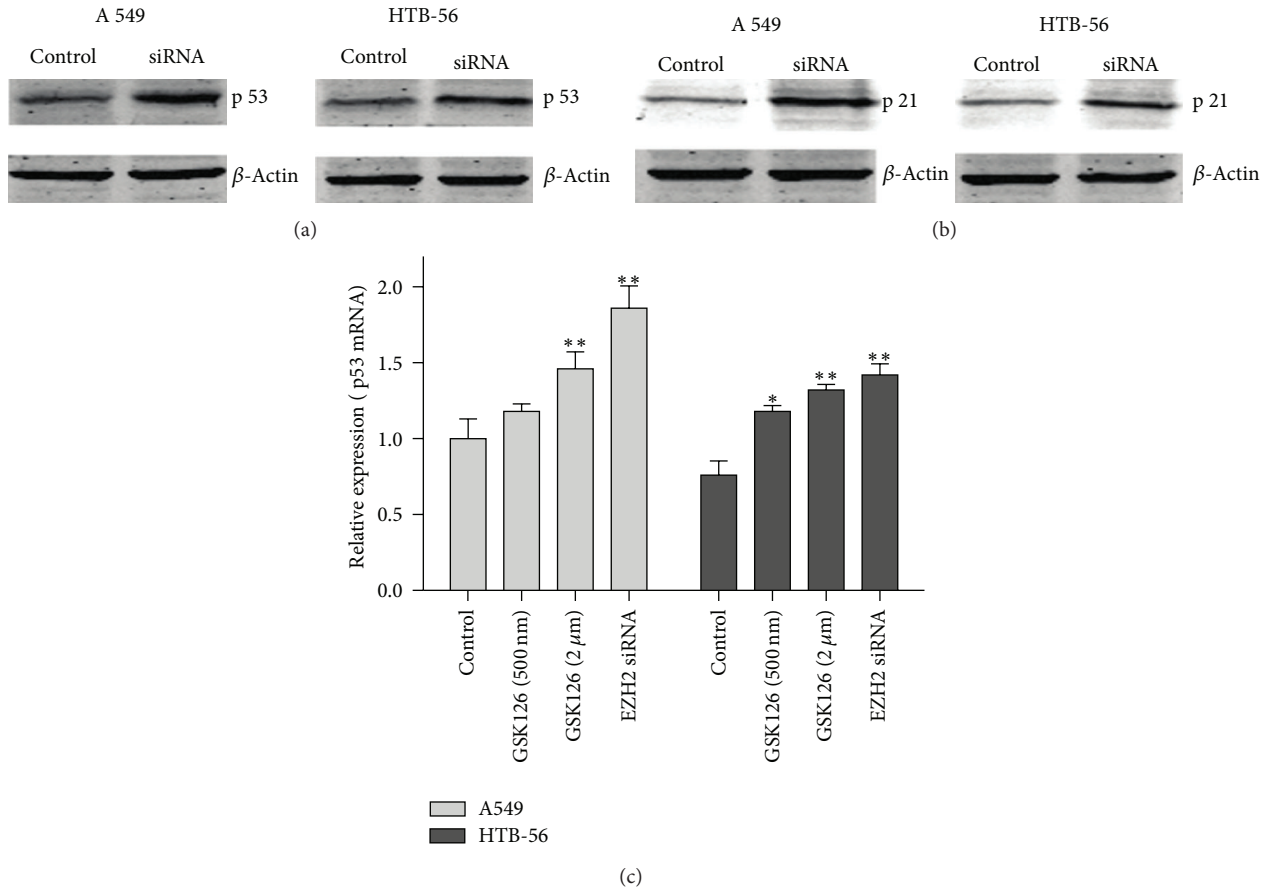 A 549
Control siRNA
p 53
β-Actin
HTB-56
Control siRNA
p 53
β-Actin
(a)
A 549
Control siRNA
p 21
β-Actin
HTB-56
Control siRNA
p 21
β-Actin
(b)
Relative expression ( p53 mRNA)
2.0
1.5
1.0
0.5
0.0
**
**
*
**
**
Control
GSK126 (500 nm)
GSK126 (2 μm)
EZH2 siRNA
Control
GSK126 (500 nm)
GSK126 (2 μm)
EZH2 siRNA
A549
HTB-56
(c)